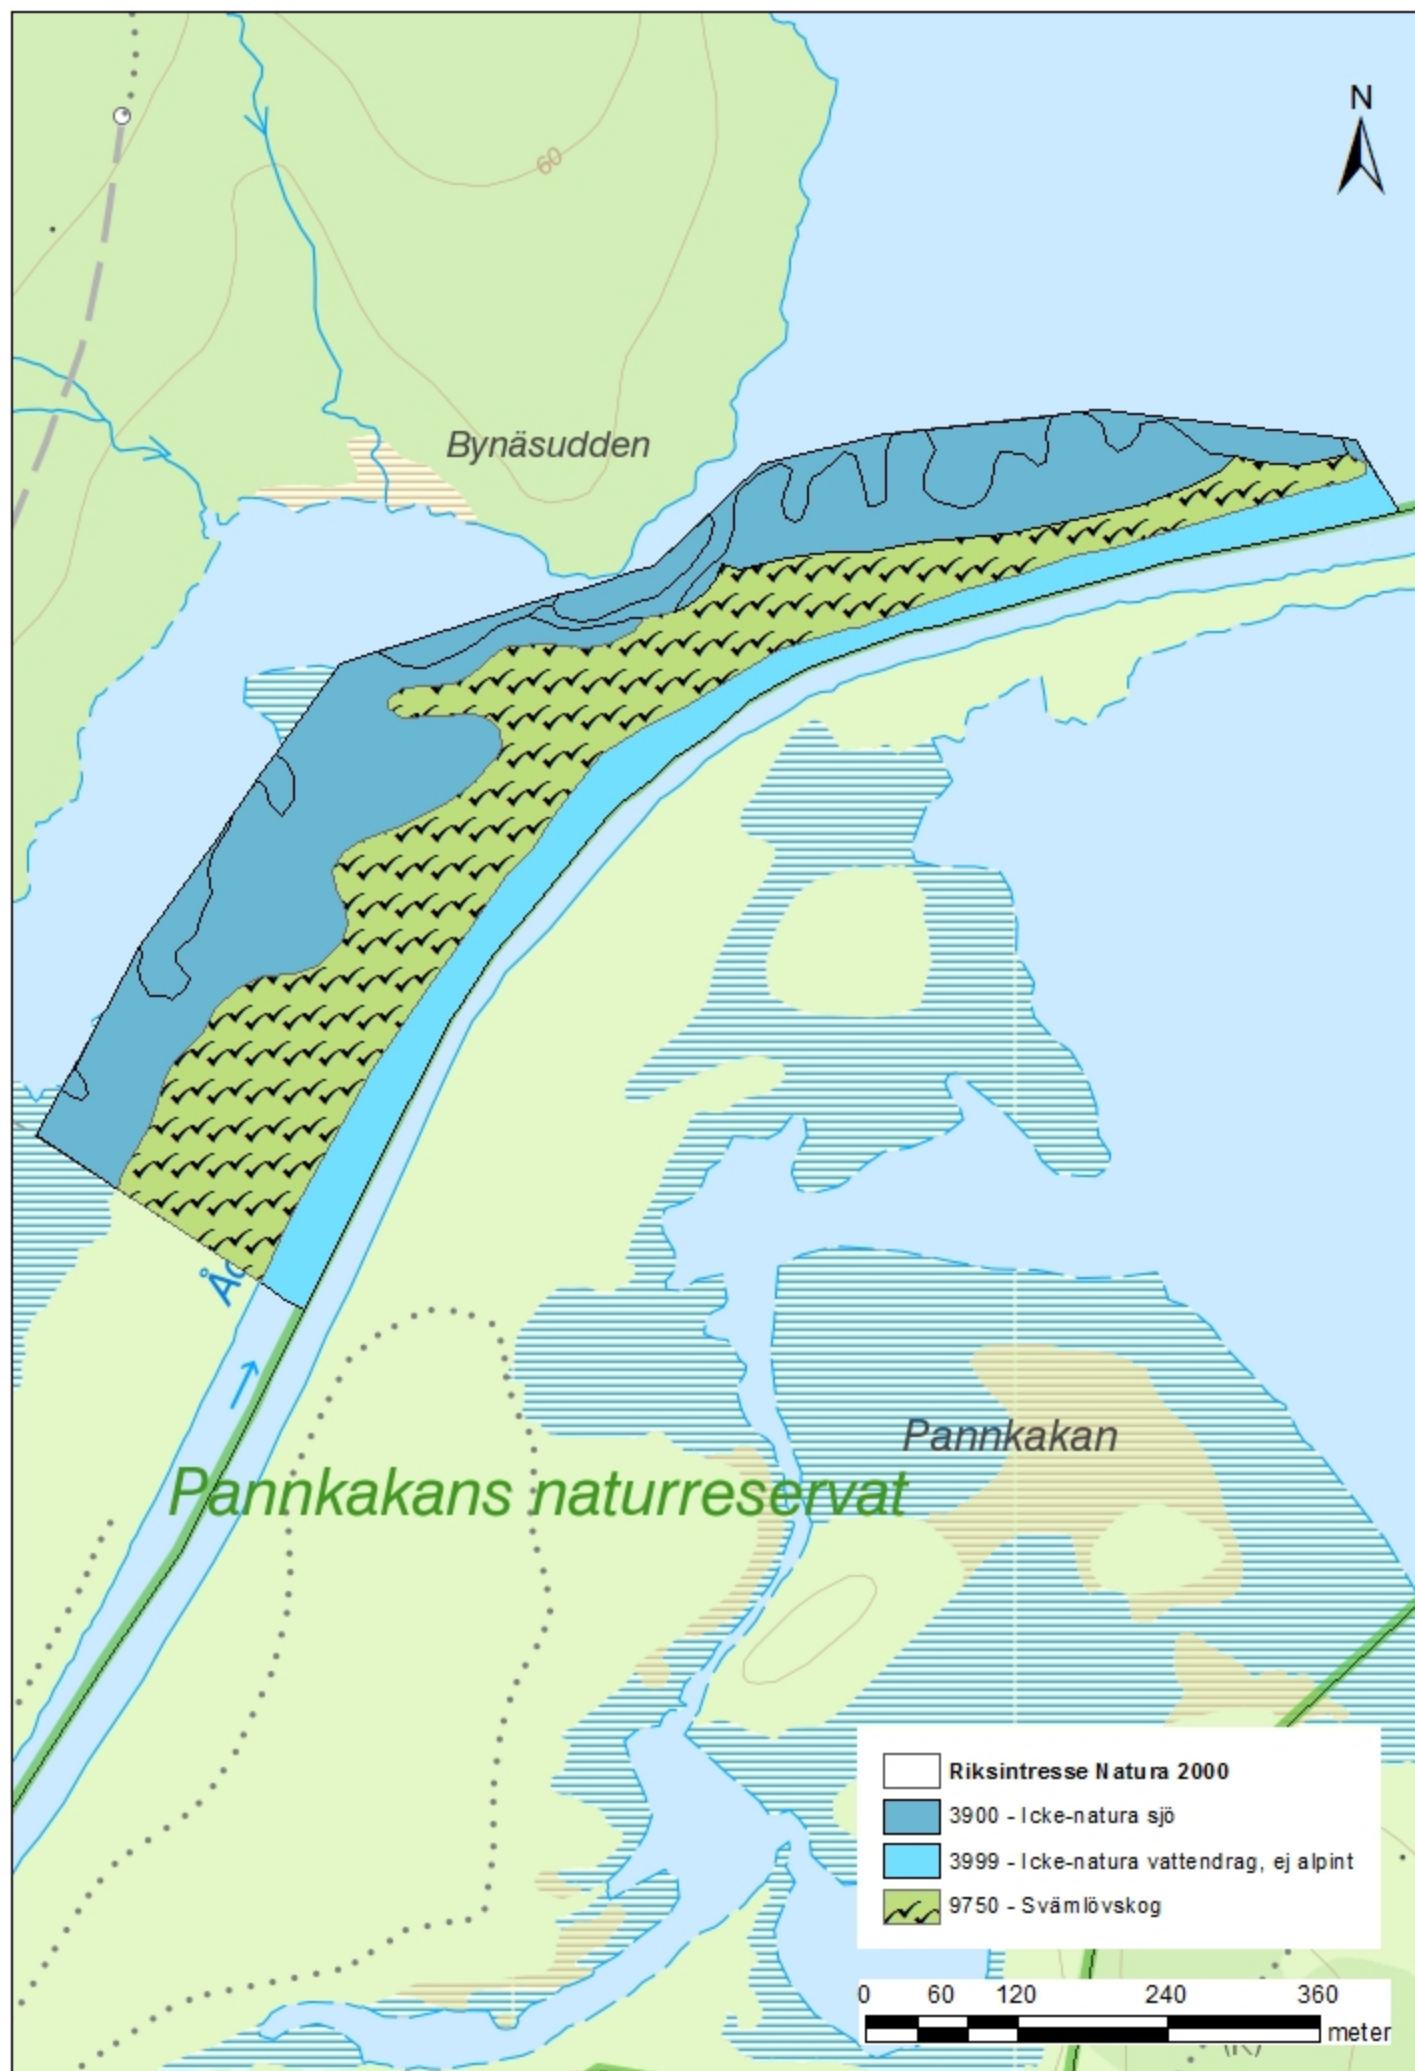 N
60
Bynäsudden
Pannkakan
Pannkakans naturreservat
Riksintresse Natura 2000
3900 - Icke-natura sjö
3999 - Icke-natura vattendrag, ej alpint
9750 - Svämlövskog
0 60 120 240 360
meter